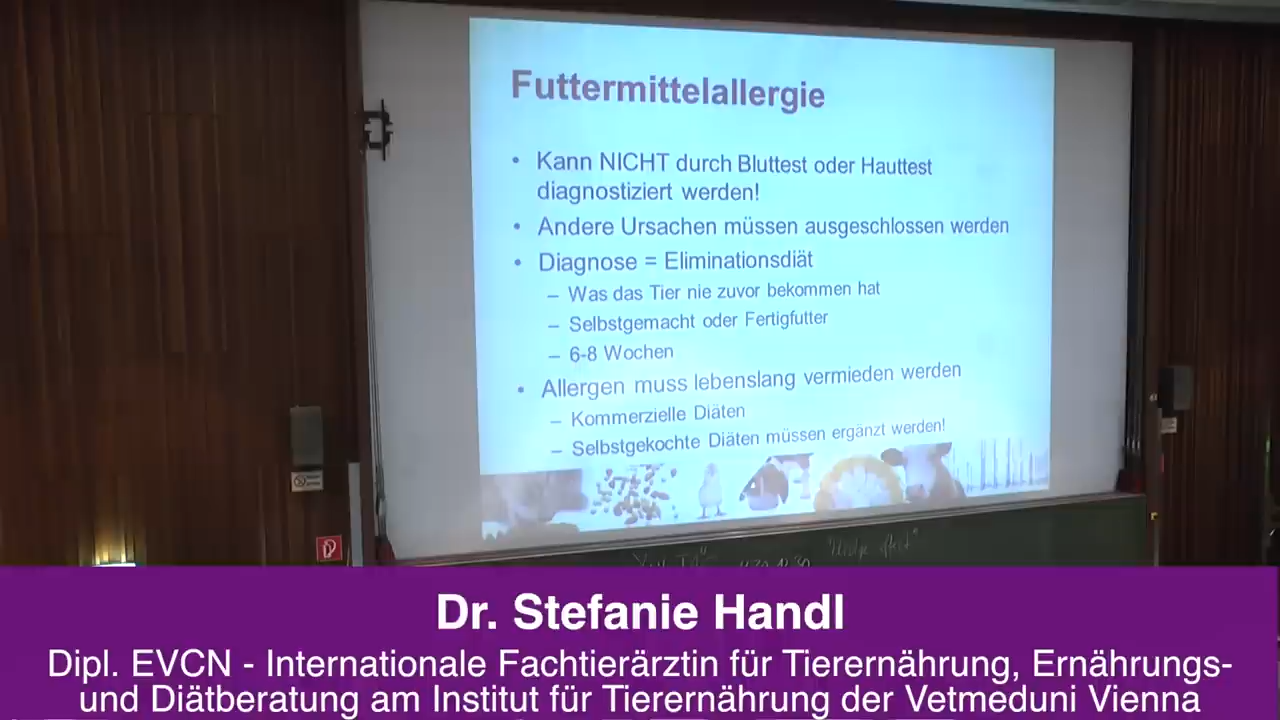 Futtermittelallergie
• Kann NICHT durch Bluttest oder Hauttest
diagnostiziert werden!
• Andere Ursachen müssen ausgeschlossen werden
• Diagnose = Eliminationsdiät
– Was das Tier nie zuvor bekommen hat
– Selbstgemacht oder Fertigfutter
– 6-8 Wochen
• Allergen muss lebenslang vermieden werden
– Kommerzielle Diäten
– Selbstgekochte Diäten müssen ergänzt werden!
Dr. Stefanie Handl
Dipl. EVCN - Internationale Fachtierärztin für Tierernährung, Ernährungs-
und Diätberatung am Institut für Tierernährung der Vetmeduni Vienna